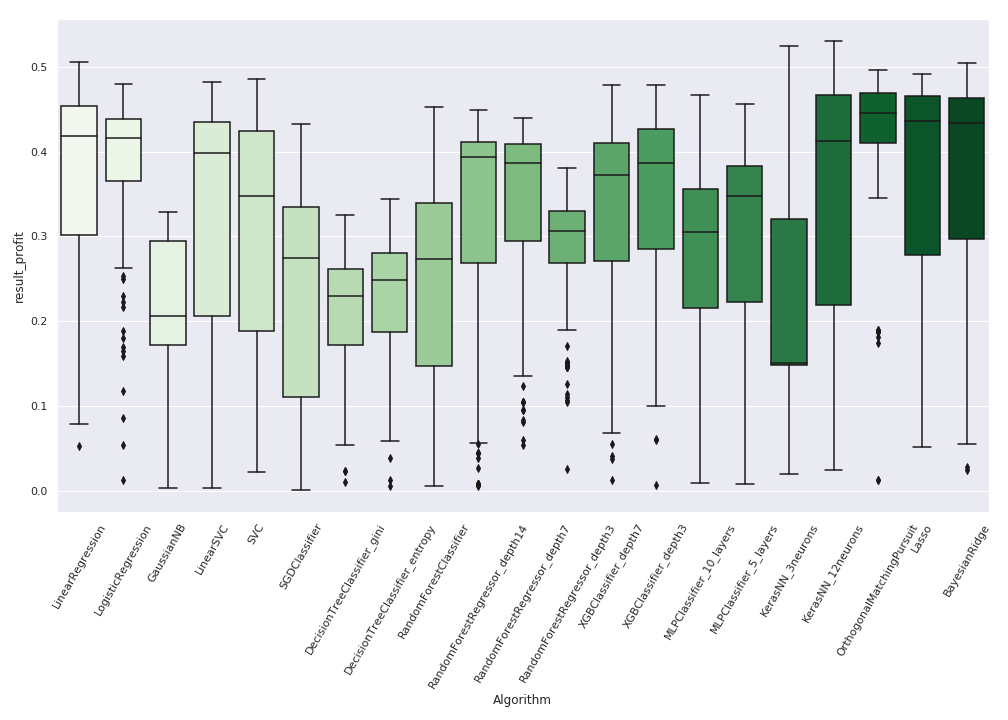 0.5
0.4
0.3
0.2
0.1
0.0
result_profit
LinearRegression
LogisticRegression
GaussianNB
LinearSVC
SVC
SGDClassifier
DecisionTreeClassifier_gini
DecisionTreeClassifier_entropy
RandomForestClassifier
RandomForestRegressor_depth14
RandomForestRegressor_depth7
RandomForestRegressor_depth3
XGBClassifier_depth7
XGBClassifier_depth3
MLPClassifier_10_layers
MLPClassifier_5_layers
KerasNN_3neurons
KerasNN_12neurons
OrthogonalMatchingPursuit
Lasso
BayesianRidge
Algorithm